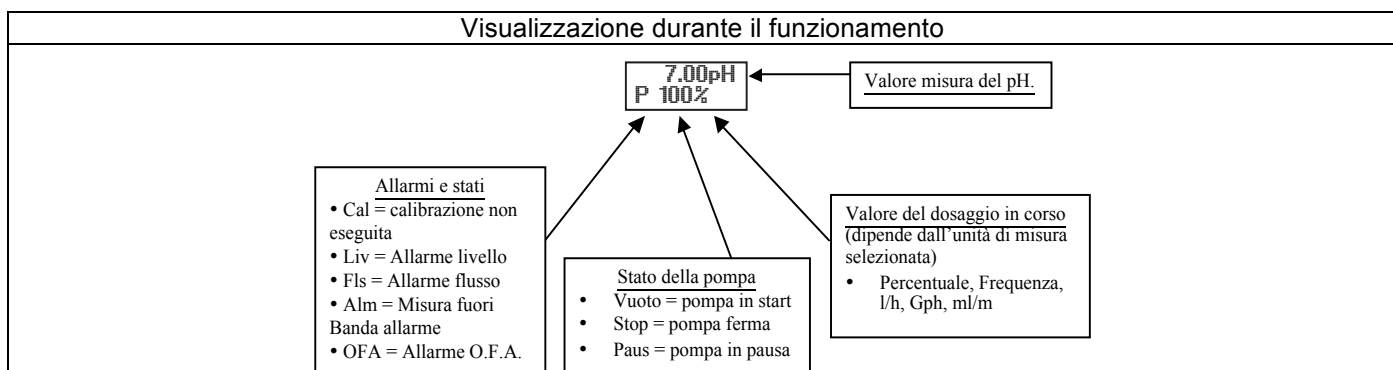 Visualizzazione durante il funzionamento
7.00pH
P 100%
Valore misura del pH.
Allarmi e stati
• Cal = calibrazione non
eseguita
• Liv = Allarme livello
• Fls = Allarme flusso
• Alm = Misura fuori
Banda allarme
• OFA = Allarme O.F.A.
Stato della pompa
• Vuoto = pompa in start
• Stop = pompa ferma
• Paus = pompa in pausa
Valore del dosaggio in corso
(dipende dall'unità di misura
selezionata)
• Percentuale, Frequenza,
l/h, Gph, ml/m